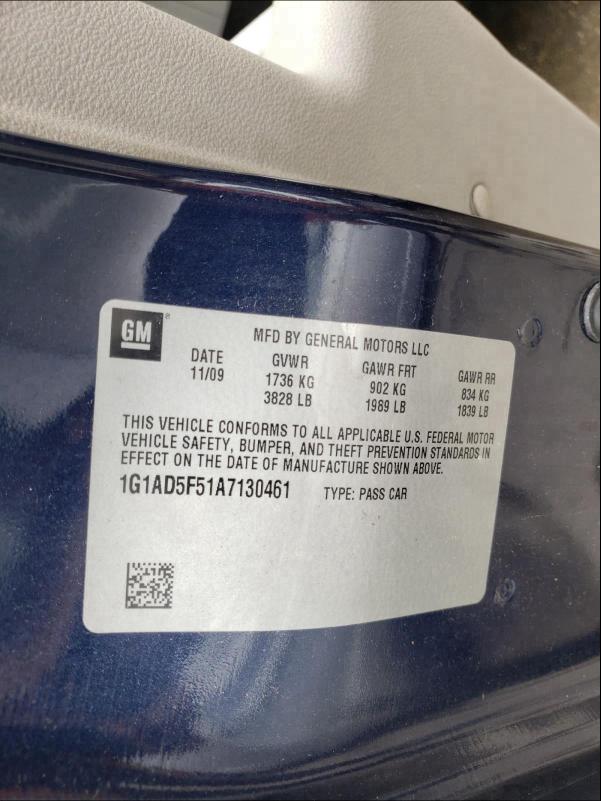 GM
MFD BY GENERAL MOTORS LLC
DATE GVWR GAWR FRT GAWR RR
11/09 1736 KG 902 KG 834 KG
3828 LB 1989 LB 1839 LB
THIS VEHICLE CONFORMS TO ALL APPLICABLE U.S. FEDERAL MOTOR
VEHICLE SAFETY, BUMPER, AND THEFT PREVENTION STANDARDS IN
EFFECT ON THE DATE OF MANUFACTURE SHOWN ABOVE.
1G1AD5F51A7130461 TYPE: PASS CAR